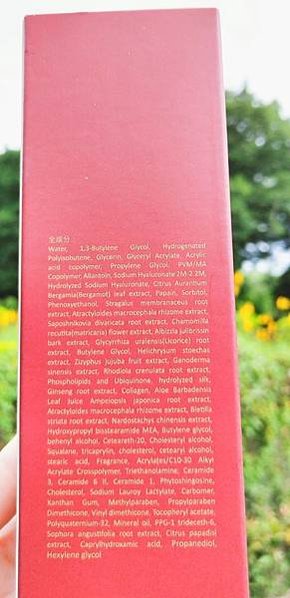 全成分
Water, 1,3-Butylene Glycol, Hydrogenated
Polyisobutene, Glycerin, Glyceryl Acrylate, Acrylic
acid copolymer, Propylene Glycol, PVM/MA
Copolymer, Allantoin, Sodium Hyaluronate 2M-2.2M,
Hydrolyzed Sodium Hyaluronate, Citrus Aurantium
Bergamia(Bergamot) leaf extract, Papain, Sorbitol,
Phenoxyethanol, Stragalus membranaceus root
extract, Atractylodes macrocephala rhizome extract,
Saposhnikovia divaricata root extract, Chamomilla
recutita(matricaria) flower extract, Albizzia julibrissin
bark extract, Glycyrrhiza uralensis(Licorice) root
extract, Butylene Glycol, Helichrysum stoechas
extract, Zizyphus jujuba fruit extract, Ganoderma
sinensis extract, Rhodiola crenulata root extract,
Phospholipids and Ubiquinone, hydrolyzed silk,
Gimeng root extract, Collagen, Aloe Barbadensis
Leaf Juice Ampelopsis japonica root extract,
Atractyloides macrocephala rhizome extract, Bletilla
striata root extract, Nardostachys chinensis extract,
Hydroxypropyl bisstearamide MEA, Butylene glycol,
behenyl alcohol, Ceteareth-20, Cholesteryl alcohol,
Squalane, tricaprylin, cholesterol, cetearyl alcohol,
stearic acid, Fragrance, Acrylates/C10-30 Alkyl
Acrylate Crosspolymer, Triethanolamine; Ceramide
3, Ceramide 6 II, Ceramide 1, Phytoshingosine,
Cholesterol, Sodium Lauroy Lactylate, Carbomer,
Xanthan Gum, Methylparaben, Propylparaben
Dimethicone, Vinyl dimethicone, Tocopheryl acetate,
Polyquaternium-32, Mineral oil, PPG-1 trideceth-6,
Sophora angustifolia root extract, Citrus papadisi
extract, Caprylhydroxamic acid, Propanediol,
Hexylene glycol